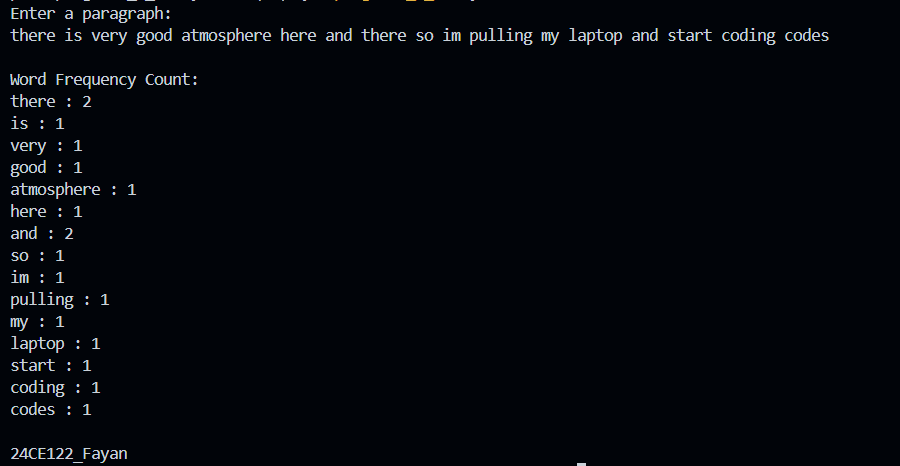 Enter a paragraph:
there is very good atmosphere here and there so im pulling my laptop and start coding codes
Word Frequency Count:
there : 2
is : 1
very : 1
good : 1
atmosphere : 1
here : 1
and : 2
so : 1
im : 1
pulling : 1
my : 1
laptop : 1
start : 1
coding : 1
codes : 1
24CE122_Fayan